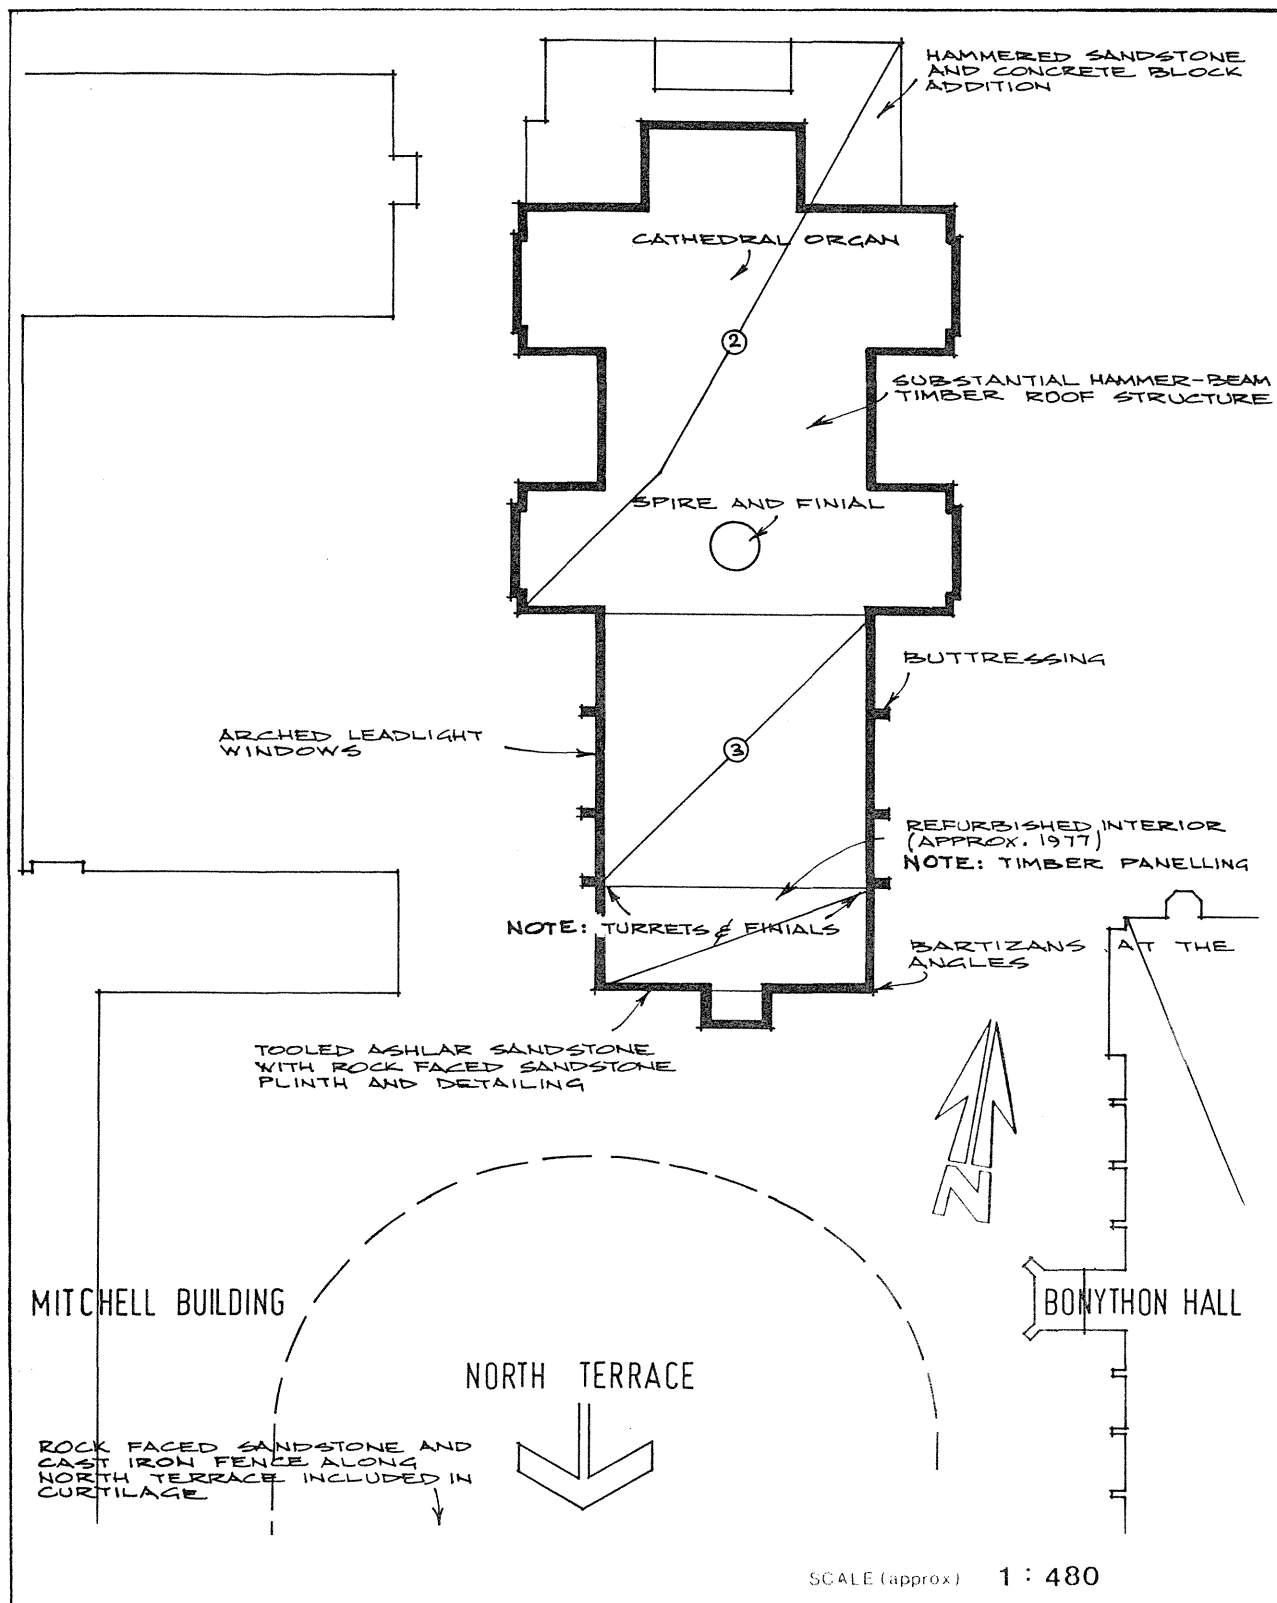 HAMMERED SANDSTONE
AND CONCRETE BLOCK
ADDITION
CATHEDRAL ORGAN
2
SUBSTANTIAL HAMMER-BEAM
TIMBER ROOF STRUCTURE
SPIRE AND FINIAL
BUTTRESSING
ARCHED LEADLIGHT
WINDOWS
3
REFURBISHED INTERIOR
(APPROX. 1977)
NOTE: TIMBER PANELLING
NOTE: TURRETS & FINIALS
BARTIZANS AT THE
ANGLES
TOOLED ASHLAR SANDSTONE
WITH ROCK FACED SANDSTONE
PLINTH AND DETAILING
N
MITCHELL BUILDING
BONYTHON HALL
NORTH TERRACE
ROCK FACED SANDSTONE AND
CAST IRON FENCE ALONG
NORTH TERRACE INCLUDED IN
CURTILAGE
SCALE (approx) 1 : 480